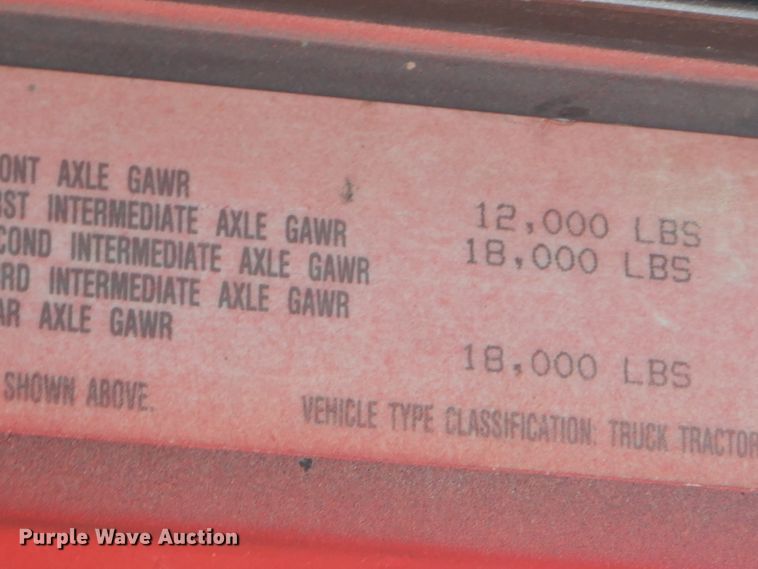 ONT AXLE GAWR 12,000 LBS
RST INTERMEDIATE AXLE GAWR 18,000 LBS
COND INTERMEDIATE AXLE GAWR
RD INTERMEDIATE AXLE GAWR
AR AXLE GAWR 18,000 LBS
SHOWN ABOVE. VEHICLE TYPE CLASSIFICATION: TRUCK TRACTOR
Purple Wave Auction